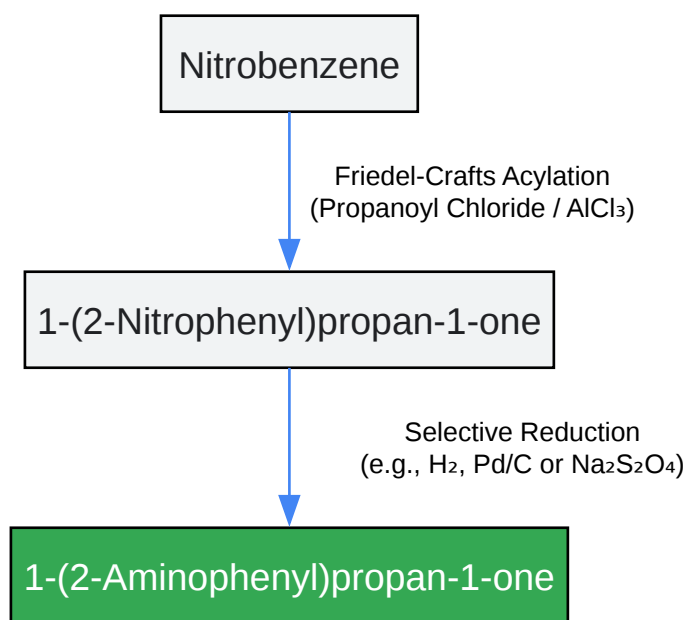 Nitrobenzene
Friedel-Crafts Acylation
(Propanoyl Chloride / AlCl₃)
1-(2-Nitrophenyl)propan-1-one
Selective Reduction
(e.g., H₂, Pd/C or Na₂S₂O₄)
1-(2-Aminophenyl)propan-1-one